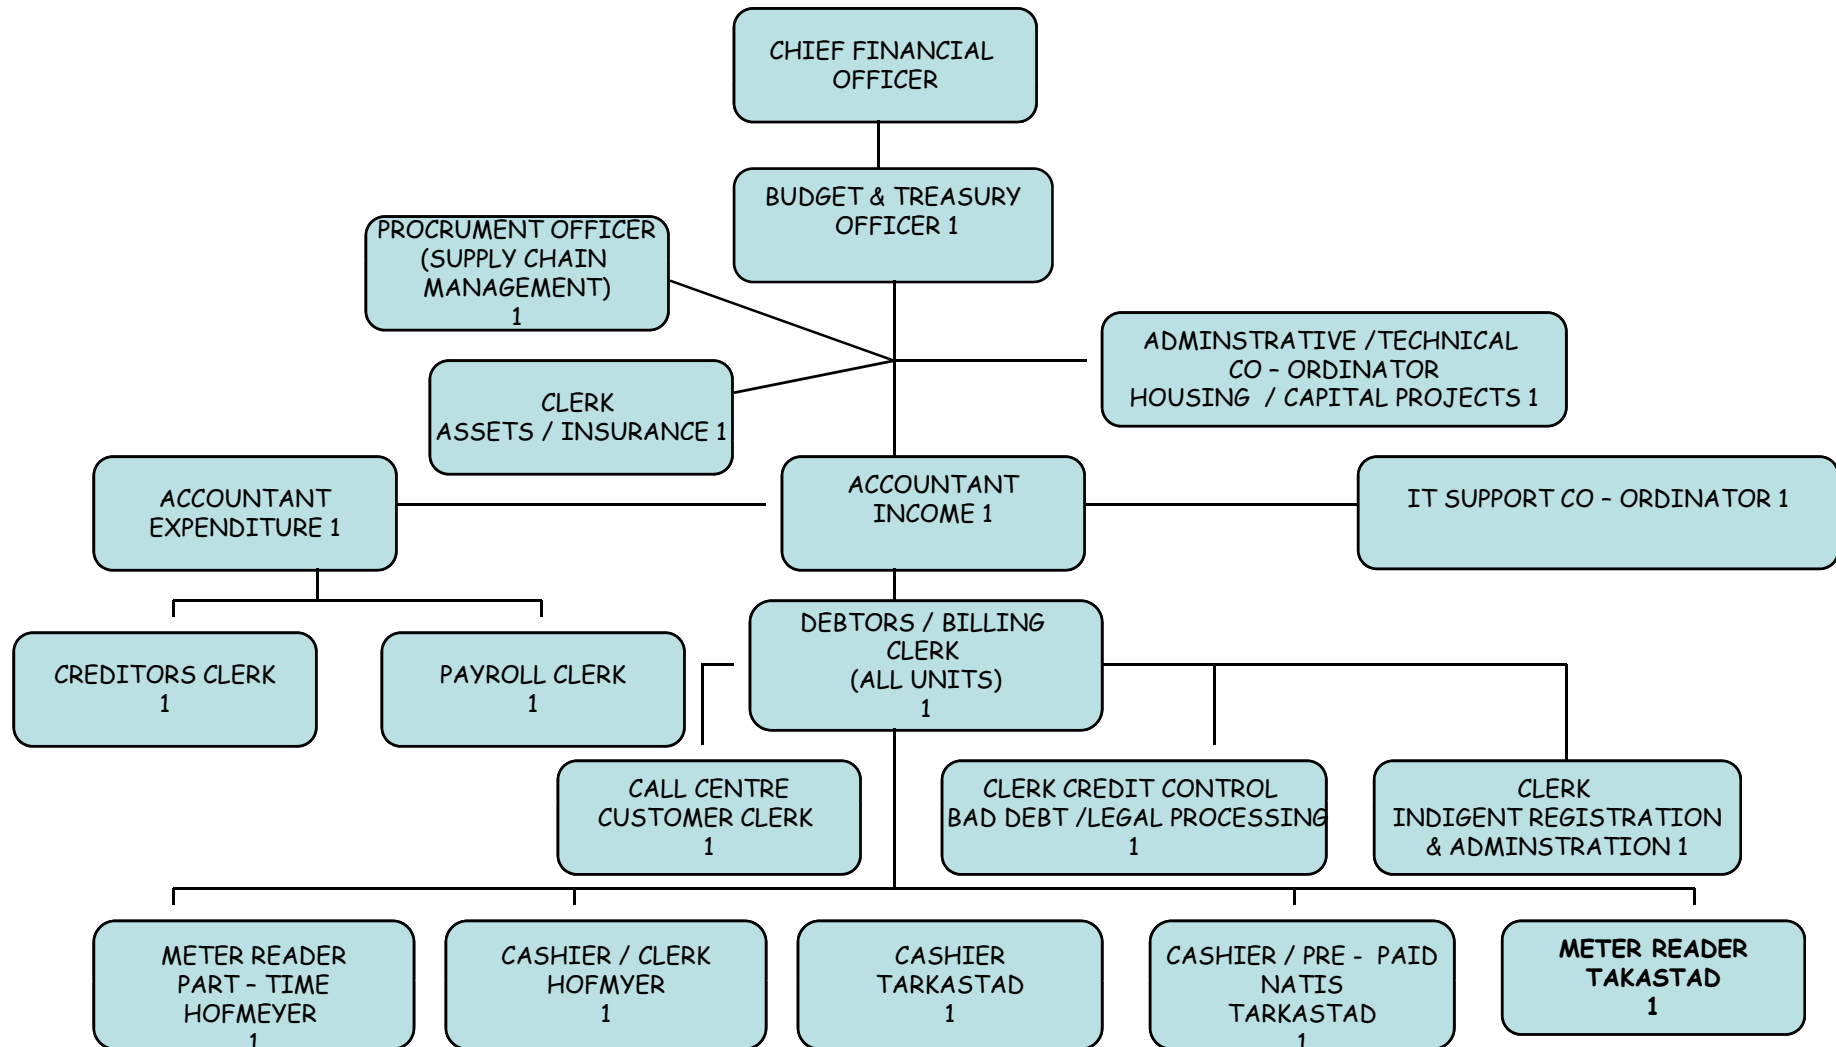 CHIEF FINANCIAL
OFFICER
BUDGET & TREASURY
OFFICER 1
PROCRUMENT OFFICER
(SUPPLY CHAIN
MANAGEMENT)
1
ADMINSTRATIVE /TECHNICAL
CO – ORDINATOR
HOUSING / CAPITAL PROJECTS 1
CLERK
ASSETS / INSURANCE 1
ACCOUNTANT
EXPENDITURE 1
ACCOUNTANT
INCOME 1
IT SUPPORT CO – ORDINATOR 1
CREDITORS CLERK
1
PAYROLL CLERK
1
DEBTORS / BILLING
CLERK
(ALL UNITS)
1
CALL CENTRE
CUSTOMER CLERK
1
CLERK CREDIT CONTROL
BAD DEBT /LEGAL PROCESSING
1
CLERK
INDIGENT REGISTRATION
& ADMINSTRATION 1
METER READER
PART – TIME
HOFMEYER
1
CASHIER / CLERK
HOFMYER
1
CASHIER
TARKASTAD
1
CASHIER / PRE - PAID
NATIS
TARKASTAD
1
METER READER
TAKASTAD
1